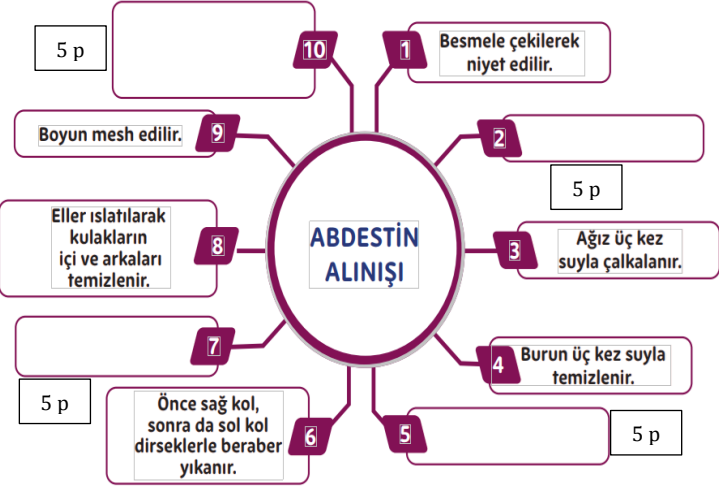 ABDESTİN
ALINIŞI
1
Besmele çekilerek
niyet edilir.
2
5 p
3
Ağız üç kez
suyla çalkalanır.
4
Burun üç kez suyla
temizlenir.
5
5 p
6
Önce sağ kol,
sonra da sol kol
dirseklerle beraber
yıkanır.
7
5 p
8
Eller ıslatılarak
kulakların
içi ve arkaları
temizlenir.
9
Boyun mesh edilir.
10
5 p